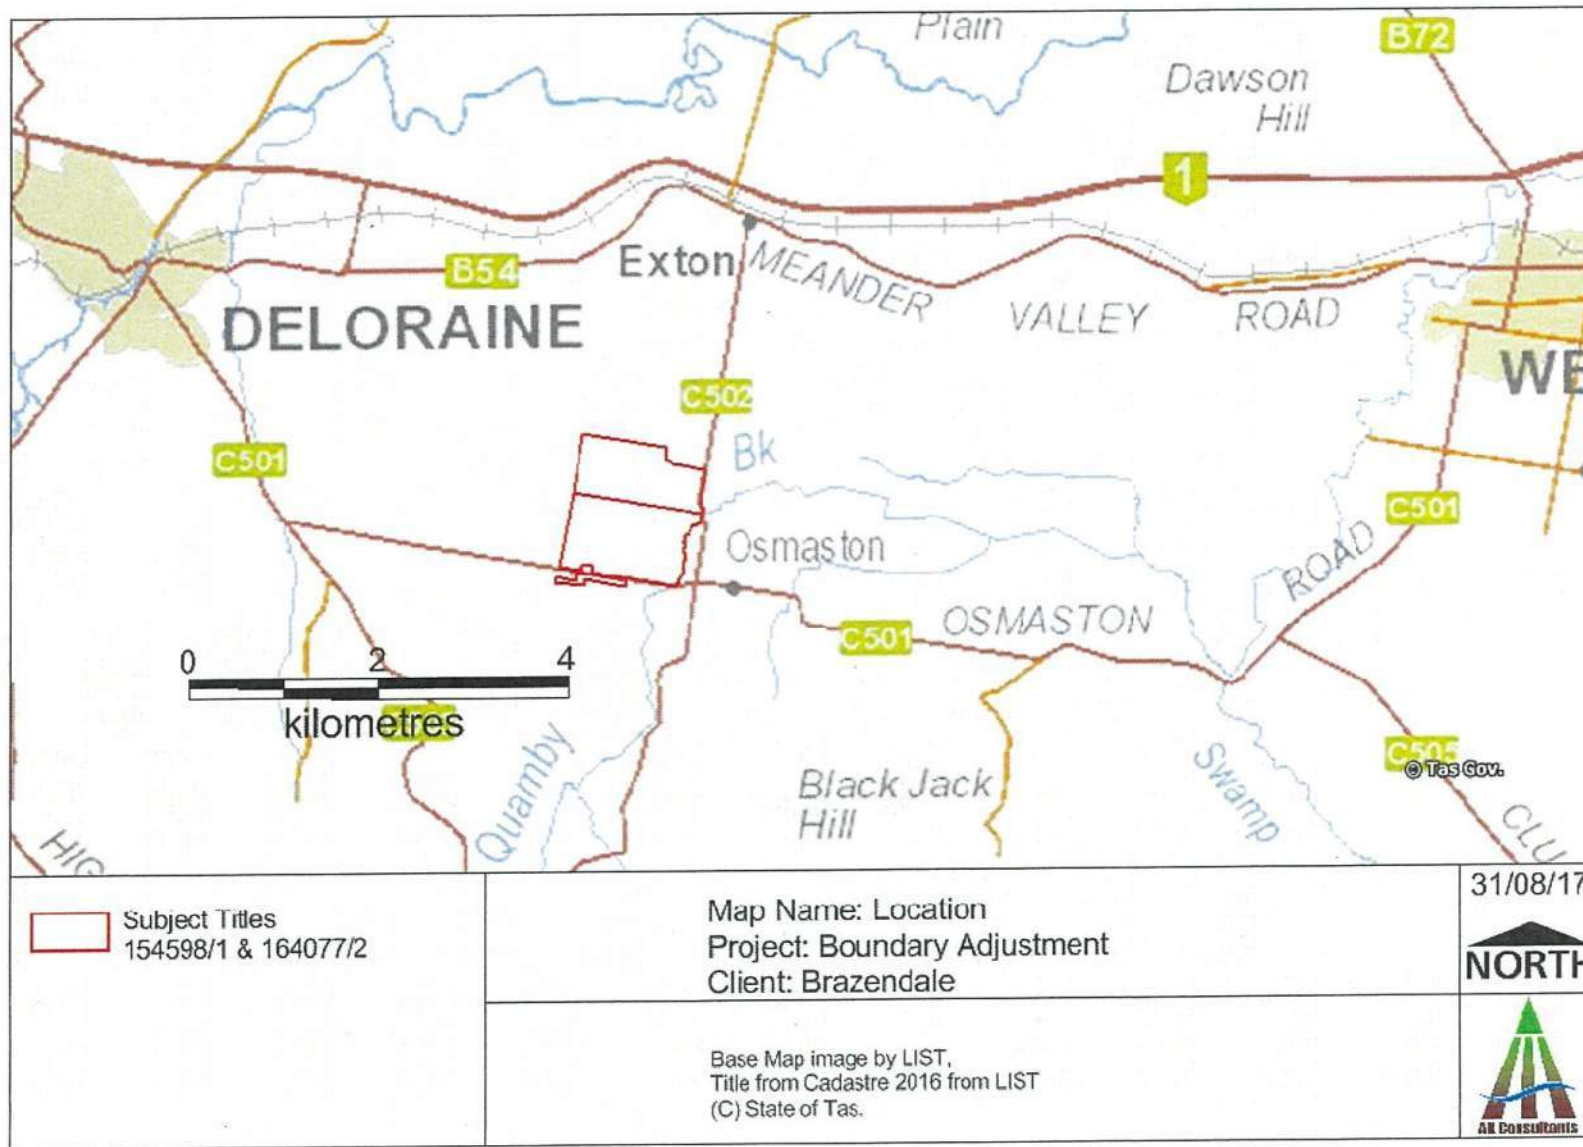 Plain
B72
Dawson
Hill
1
Exton
MEANDER
VALLEY
ROAD
B54
DELORAINE
WE
C502
Bk
C501
C501
Osmaston
ROAD
C501
OSMASTON
0 2 4
kilometres
Quamby
Black Jack
Hill
Swamp
C505
© Tas Gov.
HIG
CLU
Subject Titles
154598/1 & 164077/2
Map Name: Location
Project: Boundary Adjustment
Client: Brazendale
Base Map image by LIST,
Title from Cadastre 2016 from LIST
(C) State of Tas.
31/08/17
NORTH
AK Consultants